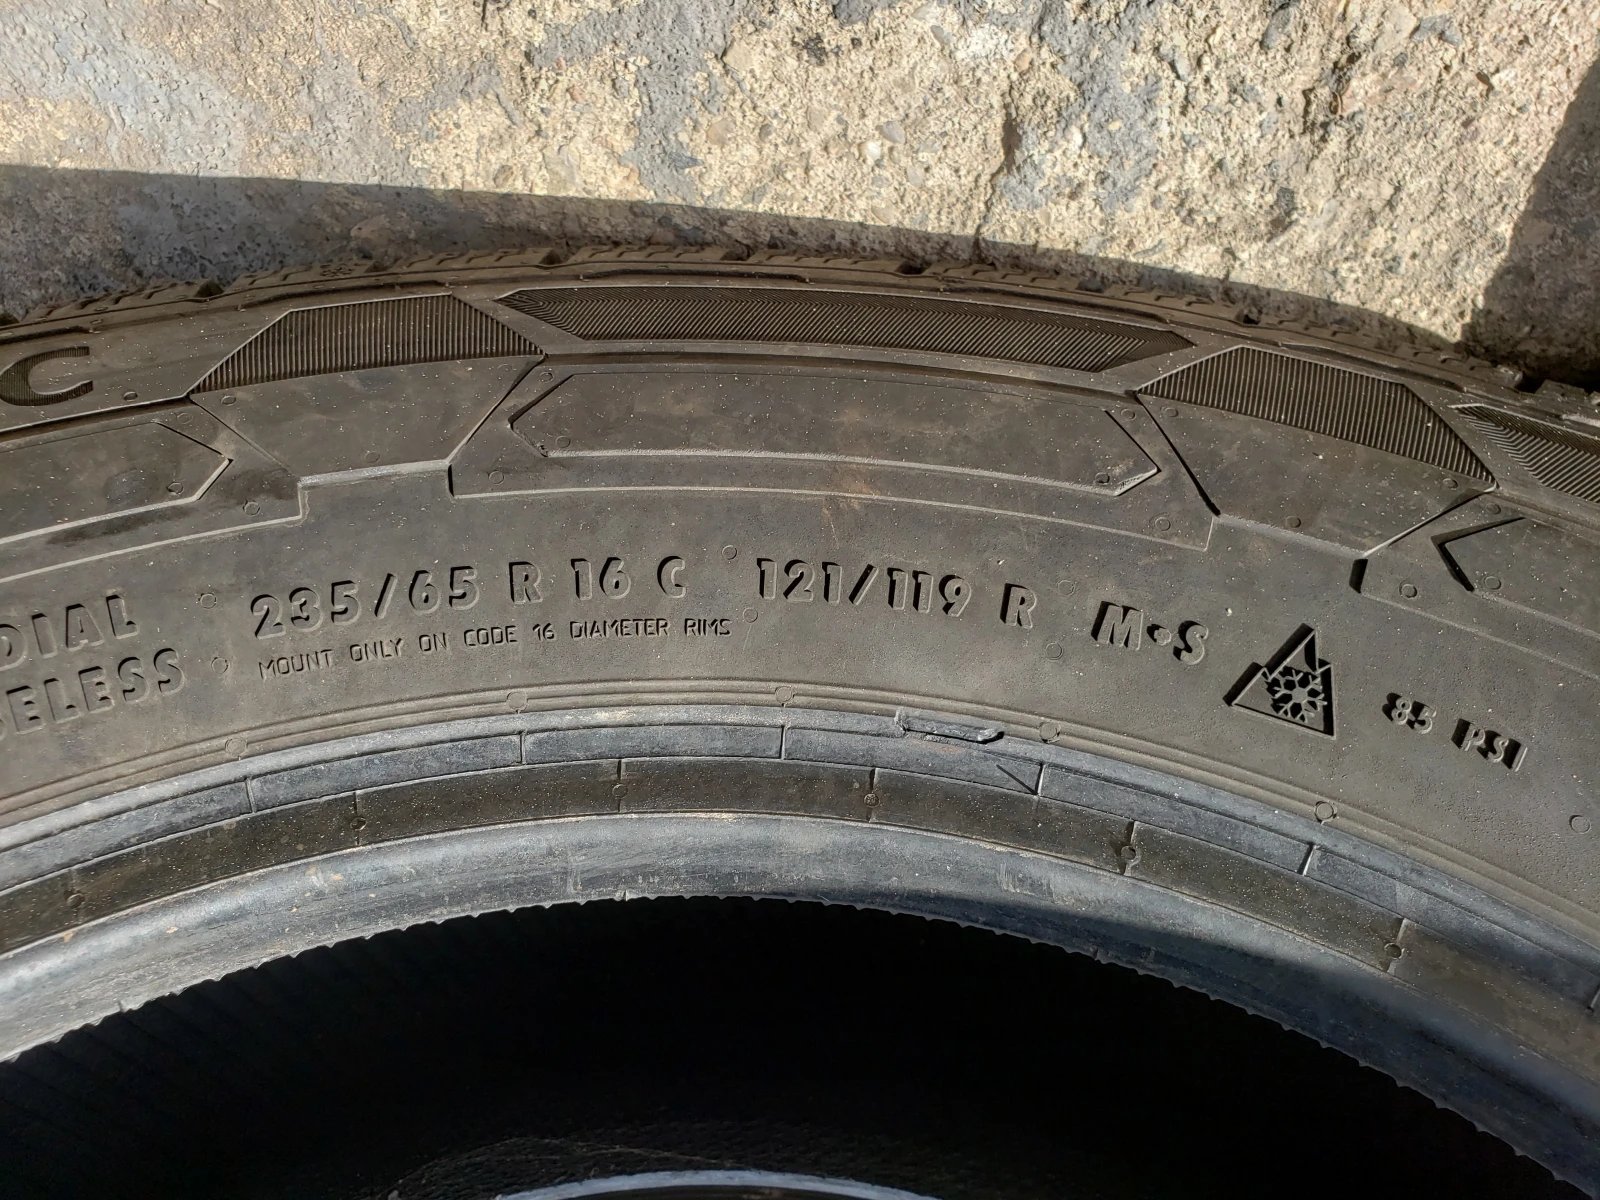 C
DIAL 235/65 R 16 C 121/119 R M•S 85 PSI
ELESS MOUNT ONLY ON CODE 16 DIAMETER RIMS